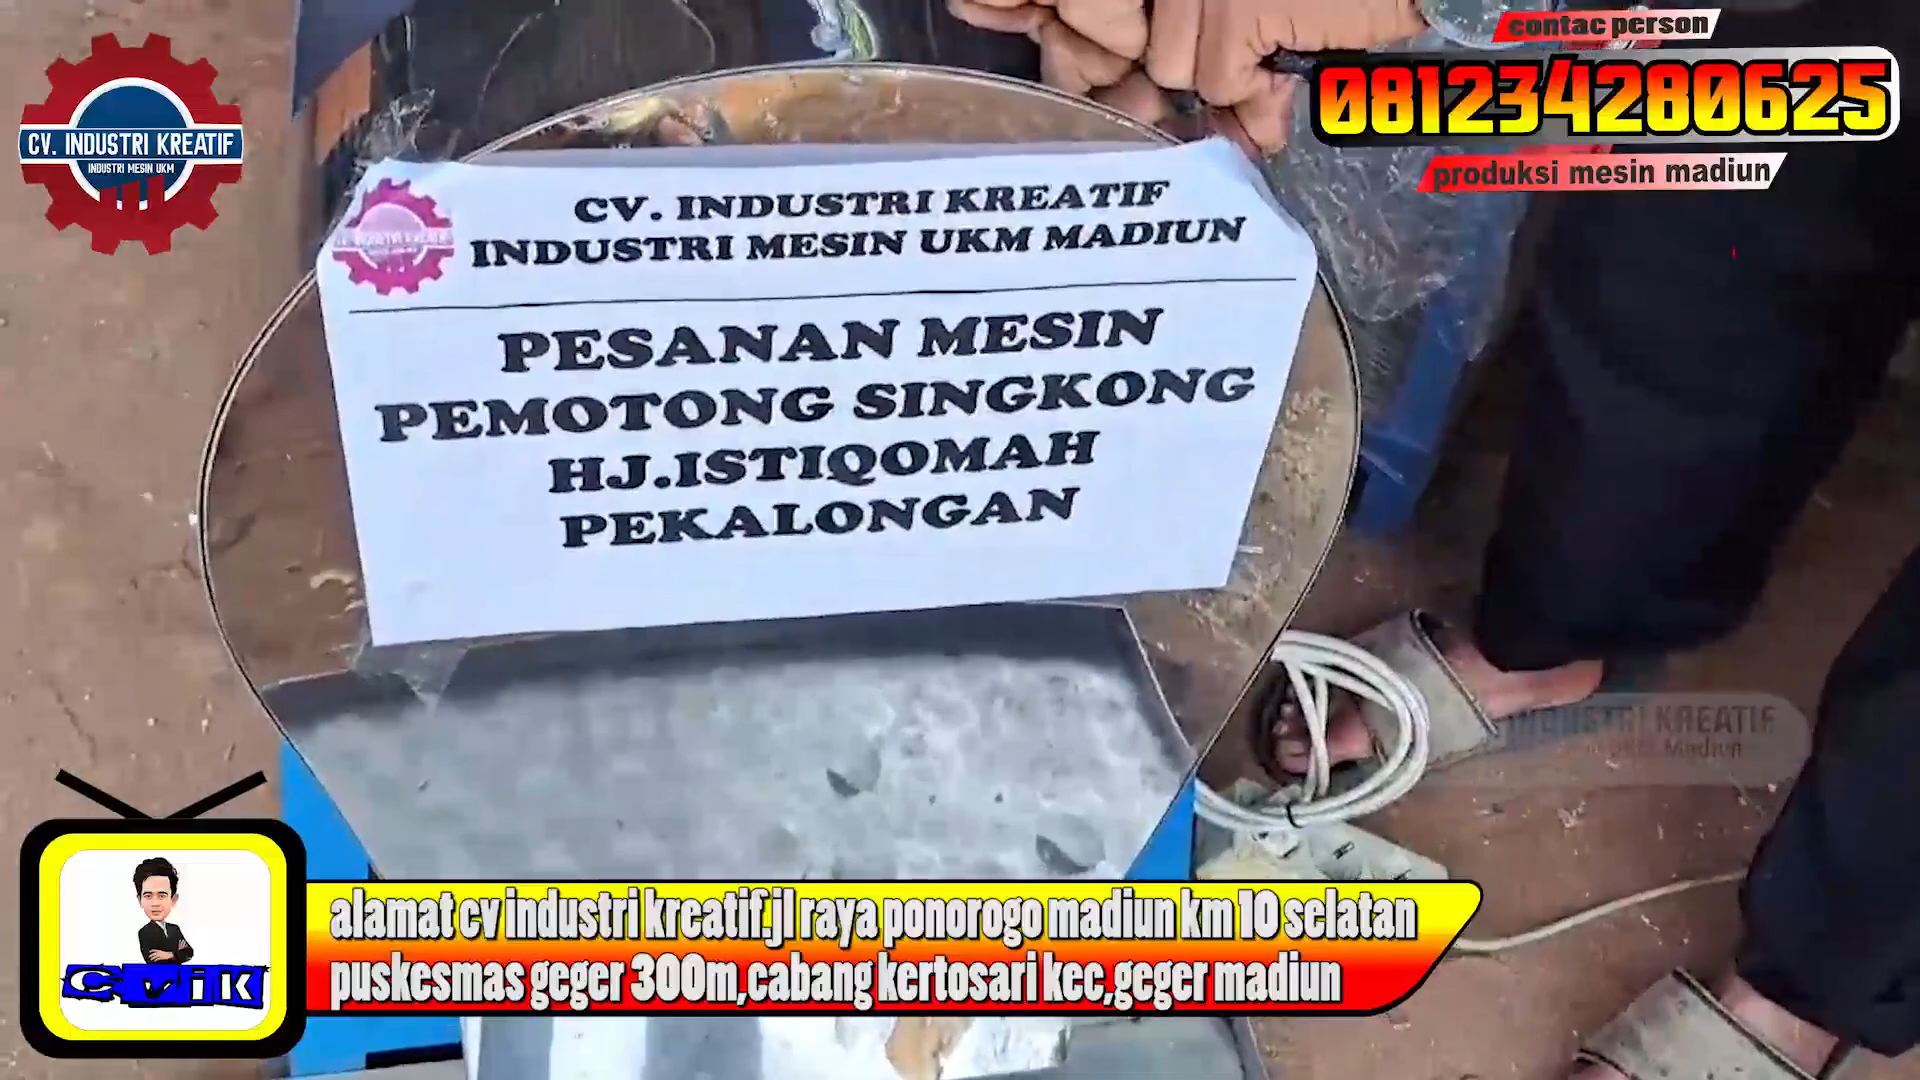 contac person
081234280625
produksi mesin madiun
CV. INDUSTRI KREATIF
INDUSTRI MESIN UKM
CV. INDUSTRI KREATIF
INDUSTRI MESIN UKM MADIUN
PESANAN MESIN
PEMOTONG SINGKONG
HJ.ISTIQOMAH
PEKALONGAN
INDUSTRI KREATIF
Madiun
CViK
alamat cv industri kreatif.jl raya ponorogo madiun km 10 selatan
puskesmas geger 300m,cabang kertosari kec,geger madiun